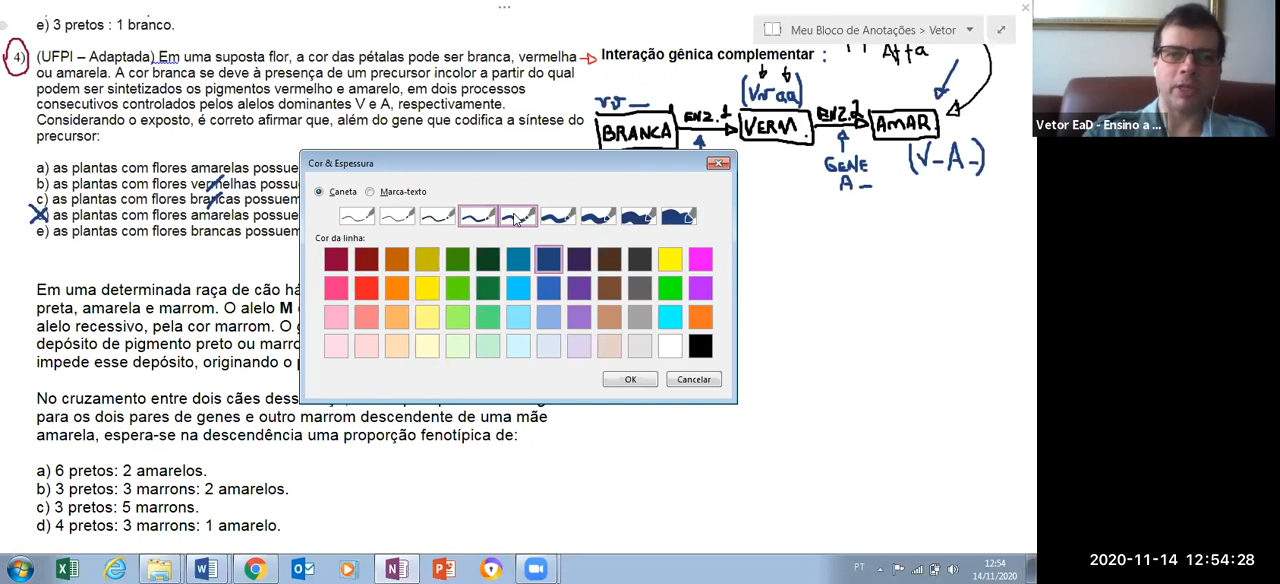 e) 3 pretos : 1 branco.
Meu Bloco de Anotações > Vetor
4)
(UFPI – Adaptada) Em uma suposta flor, a cor das pétalas pode ser branca, vermelha
ou amarela. A cor branca se deve à presença de um precursor incolor a partir do qual
podem ser sintetizados os pigmentos vermelho e amarelo, em dois processos
consecutivos controlados pelos alelos dominantes V e A, respectivamente.
Considerando o exposto, é correto afirmar que, além do gene que codifica a síntese do
precursor:
Interação gênica complementar :
(Vv aa)
vv __
BRANCA
ENZ. 1
VERM.
ENZ. 2
AMAR.
GENE
A _
(V_A_)
a) as plantas com flores amarelas possue
b) as plantas com flores vermelhas possue
c) as plantas com flores brancas possuem
as plantas com flores amarelas possuem
e) as plantas com flores brancas possuem
Cor & Espessura
Caneta
Marca-texto
Cor da linha:
OK
Cancelar
Em uma determinada raça de cão há
preta, amarela e marrom. O alelo M
alelo recessivo, pela cor marrom. O
depósito de pigmento preto ou marro
impede esse depósito, originando o
No cruzamento entre dois cães dess
para os dois pares de genes e outro marrom descendente de uma mãe
amarela, espera-se na descendência uma proporção fenotípica de:
a) 6 pretos: 2 amarelos.
b) 3 pretos: 3 marrons: 2 amarelos.
c) 3 pretos: 5 marrons.
d) 4 pretos: 3 marrons: 1 amarelo.
Vetor EaD - Ensino a ...
2020-11-14 12:54:28
PT
12:54
14/11/2020